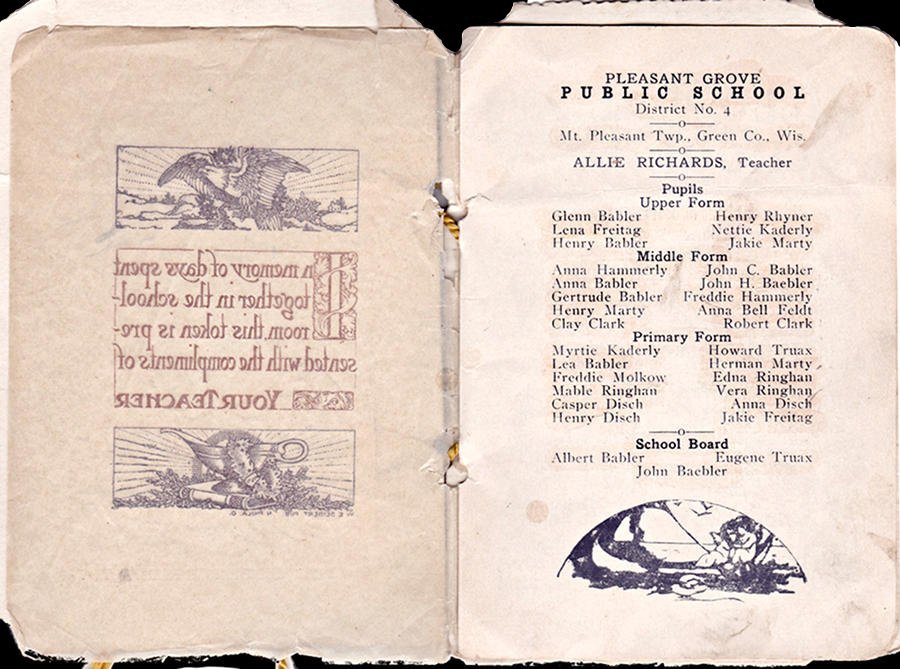 In memory of days spent
together in the school-
room, this token is pre-
sented with the compliments of
YOUR TEACHER
PLEASANT GROVE
PUBLIC SCHOOL
District No. 4
Mt. Pleasant Twp., Green Co., Wis.
ALLIE RICHARDS, Teacher
Pupils
Upper Form
Glenn Babler Henry Rhyner
Lena Freitag Nettie Kaderly
Henry Babler Jakie Marty
Middle Form
Anna Hammerly John C. Babler
Anna Babler John H. Baebler
Gertrude Babler Freddie Hammerly
Henry Marty Anna Bell Feldt
Clay Clark Robert Clark
Primary Form
Myrtie Kaderly Howard Truax
Lea Babler Herman Marty
Freddie Molkow Edna Ringhan
Mable Ringhan Vera Ringhan
Casper Disch Anna Disch
Henry Disch Jakie Freitag
School Board
Albert Babler Eugene Truax
John Baebler